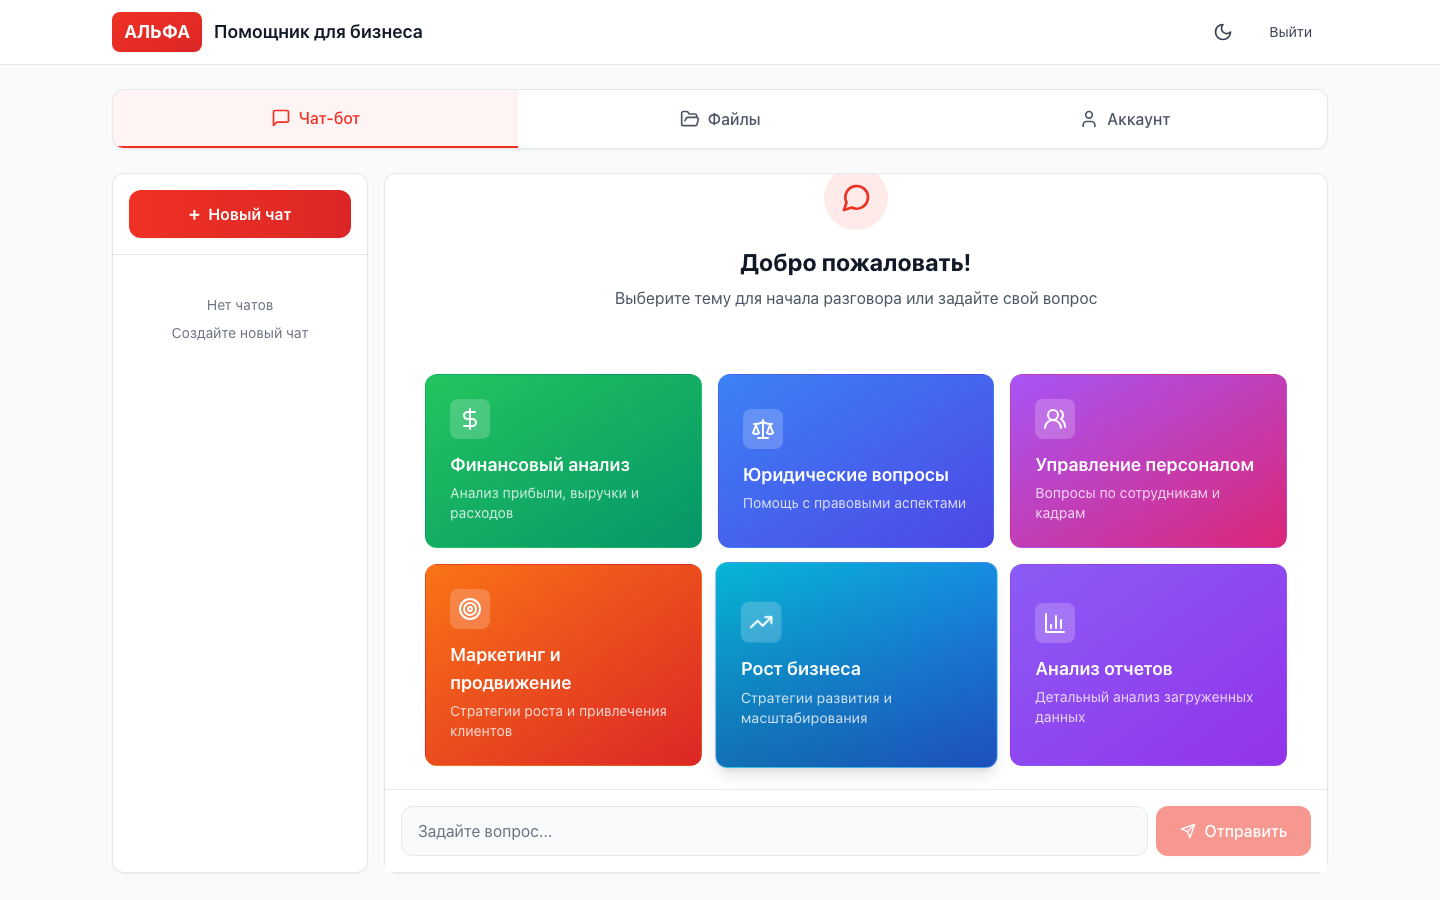 АЛЬФА
Помощник для бизнеса
Выйти
Чат-бот
Файлы
Аккаунт
+ Новый чат
Нет чатов
Создайте новый чат
Добро пожаловать!
Выберите тему для начала разговора или задайте свой вопрос
Финансовый анализ
Анализ прибыли, выручки и
расходов
Юридические вопросы
Помощь с правовыми аспектами
Управление персоналом
Вопросы по сотрудникам и
кадрам
Маркетинг и
продвижение
Стратегии роста и привлечения
клиентов
Рост бизнеса
Стратегии развития и
масштабирования
Анализ отчетов
Детальный анализ загруженных
данных
Задайте вопрос...
Отправить